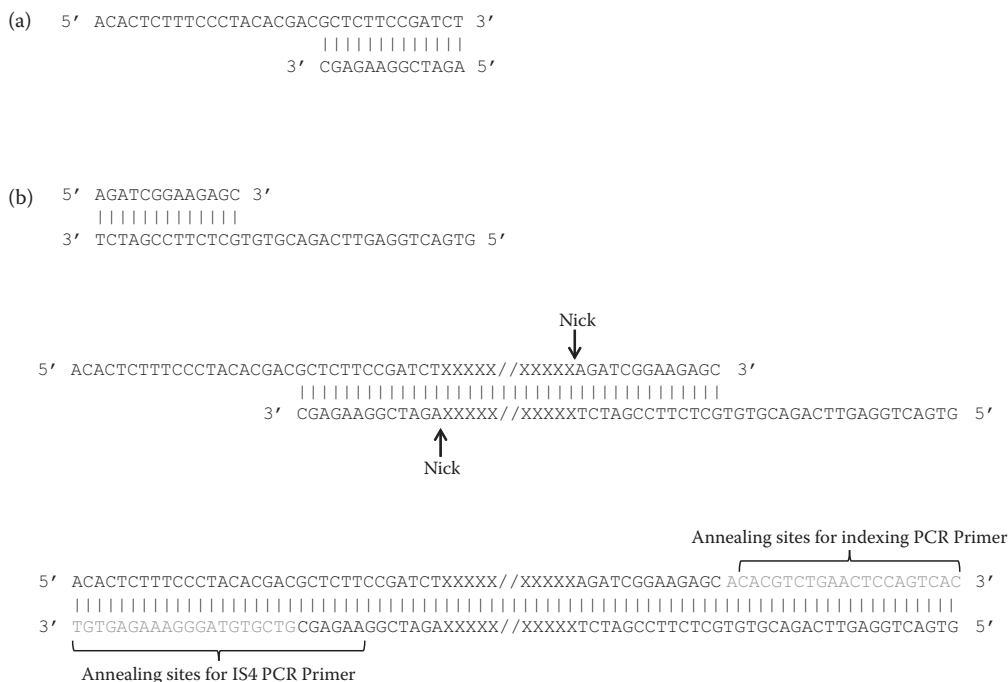 (a) 5′ ACACTCTTTCCCTACACGACGCTCTTCCGATCT 3′
3′ CGAGAAGGCTAGA 5′
(b) 5′ AGATCGGAAGAGC 3′
3′ TCTAGCCTTCTCGTGTGCAGACTTGAGGTCAGTG 5′
Nick
5′ ACACTCTTTCCCTACACGACGCTCTTCCGATCTXXXXX//XXXXXAGATCGGAAGAGC 3′
3′ CGAGAAGGCTAGAXXXXX//XXXXXTCTAGCCTTCTCGTGTGCAGACTTGAGGTCAGTG 5′
Nick
Annealing sites for indexing PCR Primer
5′ ACACTCTTTCCCTACACGACGCTCTTCCGATCTXXXXX//XXXXXAGATCGGAAGAGCACACGTCTGAACTCCAGTCAC 3′
3′ TGTGAGAAAGGGATGTGCTGCGAGAAGGCTAGAXXXXX//XXXXXTCTAGCCTTCTCGTGTGCAGACTTGAGGTCAGTG 5′
Annealing sites for IS4 PCR Primer